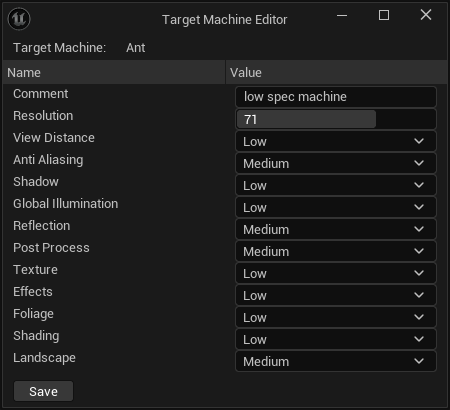 Target Machine Editor
Target Machine: Ant
Name Value
Comment low spec machine
Resolution 71
View Distance Low
Anti Aliasing Medium
Shadow Low
Global Illumination Low
Reflection Medium
Post Process Medium
Texture Low
Effects Low
Foliage Low
Shading Low
Landscape Medium
Save